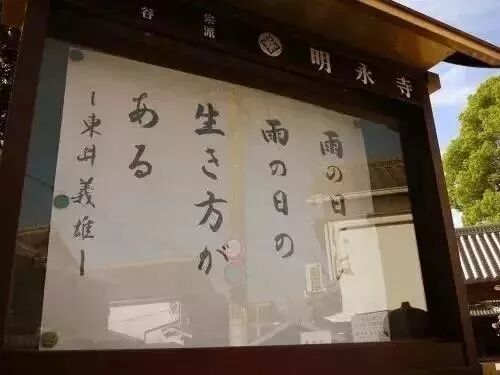 谷 宗派 明永寺
雨の日
雨の日の
生き方が
ある
ー東井義雄ー